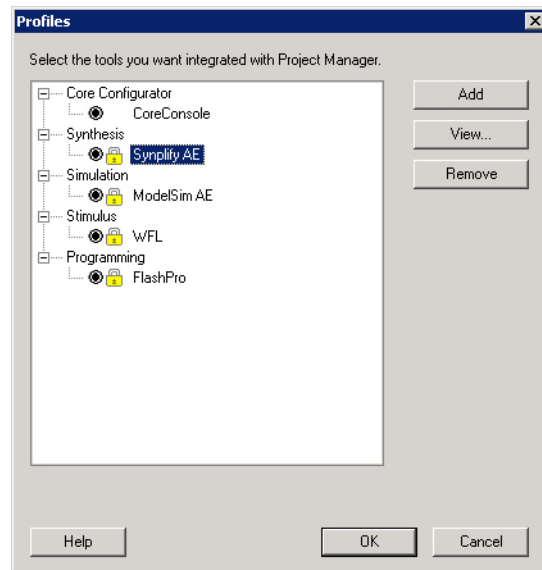 Profiles
Select the tools you want integrated with Project Manager.
Core Configurator
CoreConsole
Synthesis
Synplify AE
Simulation
ModelSim AE
Stimulus
WFL
Programming
FlashPro
Add
View...
Remove
Help
OK
Cancel